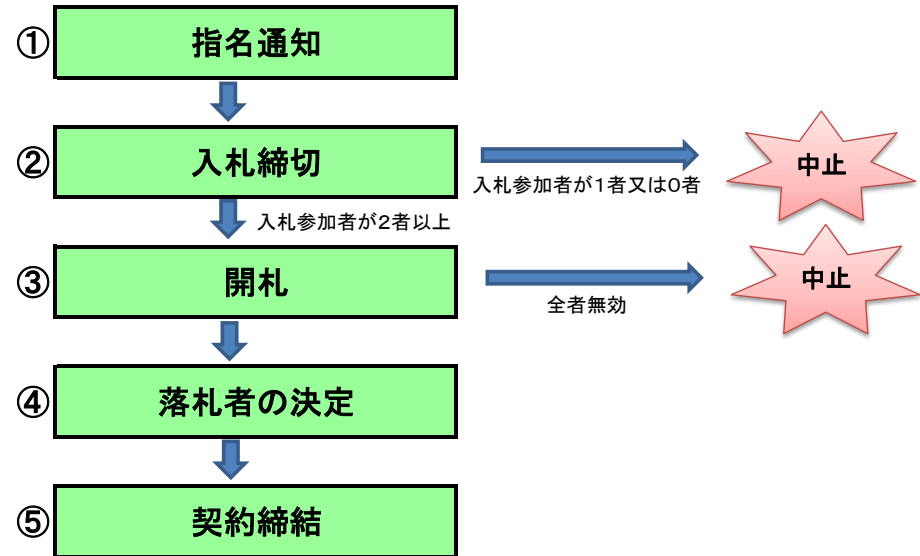 ① 指名通知
② 入札締切
入札参加者が1者又は0者
中止
入札参加者が2者以上
③ 開札
全者無効
中止
④ 落札者の決定
⑤ 契約締結